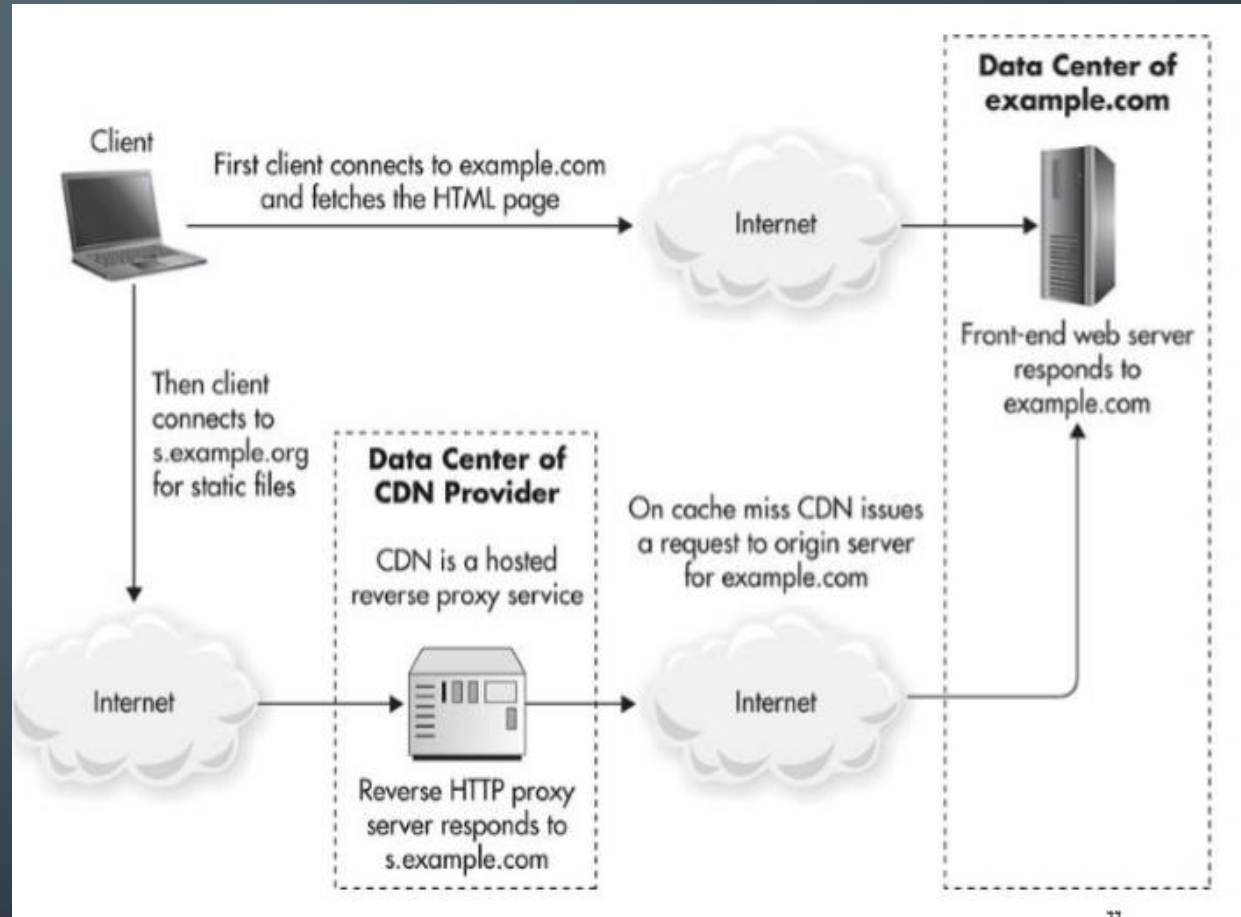 Data Center of
example.com
Client
First client connects to example.com
and fetches the HTML page
Internet
Front-end web server
responds to
example.com
Then client
connects to
s.example.org
for static files
Data Center of
CDN Provider
CDN is a hosted
reverse proxy service
On cache miss CDN issues
a request to origin server
for example.com
Internet
Internet
Reverse HTTP proxy
server responds to
s.example.com